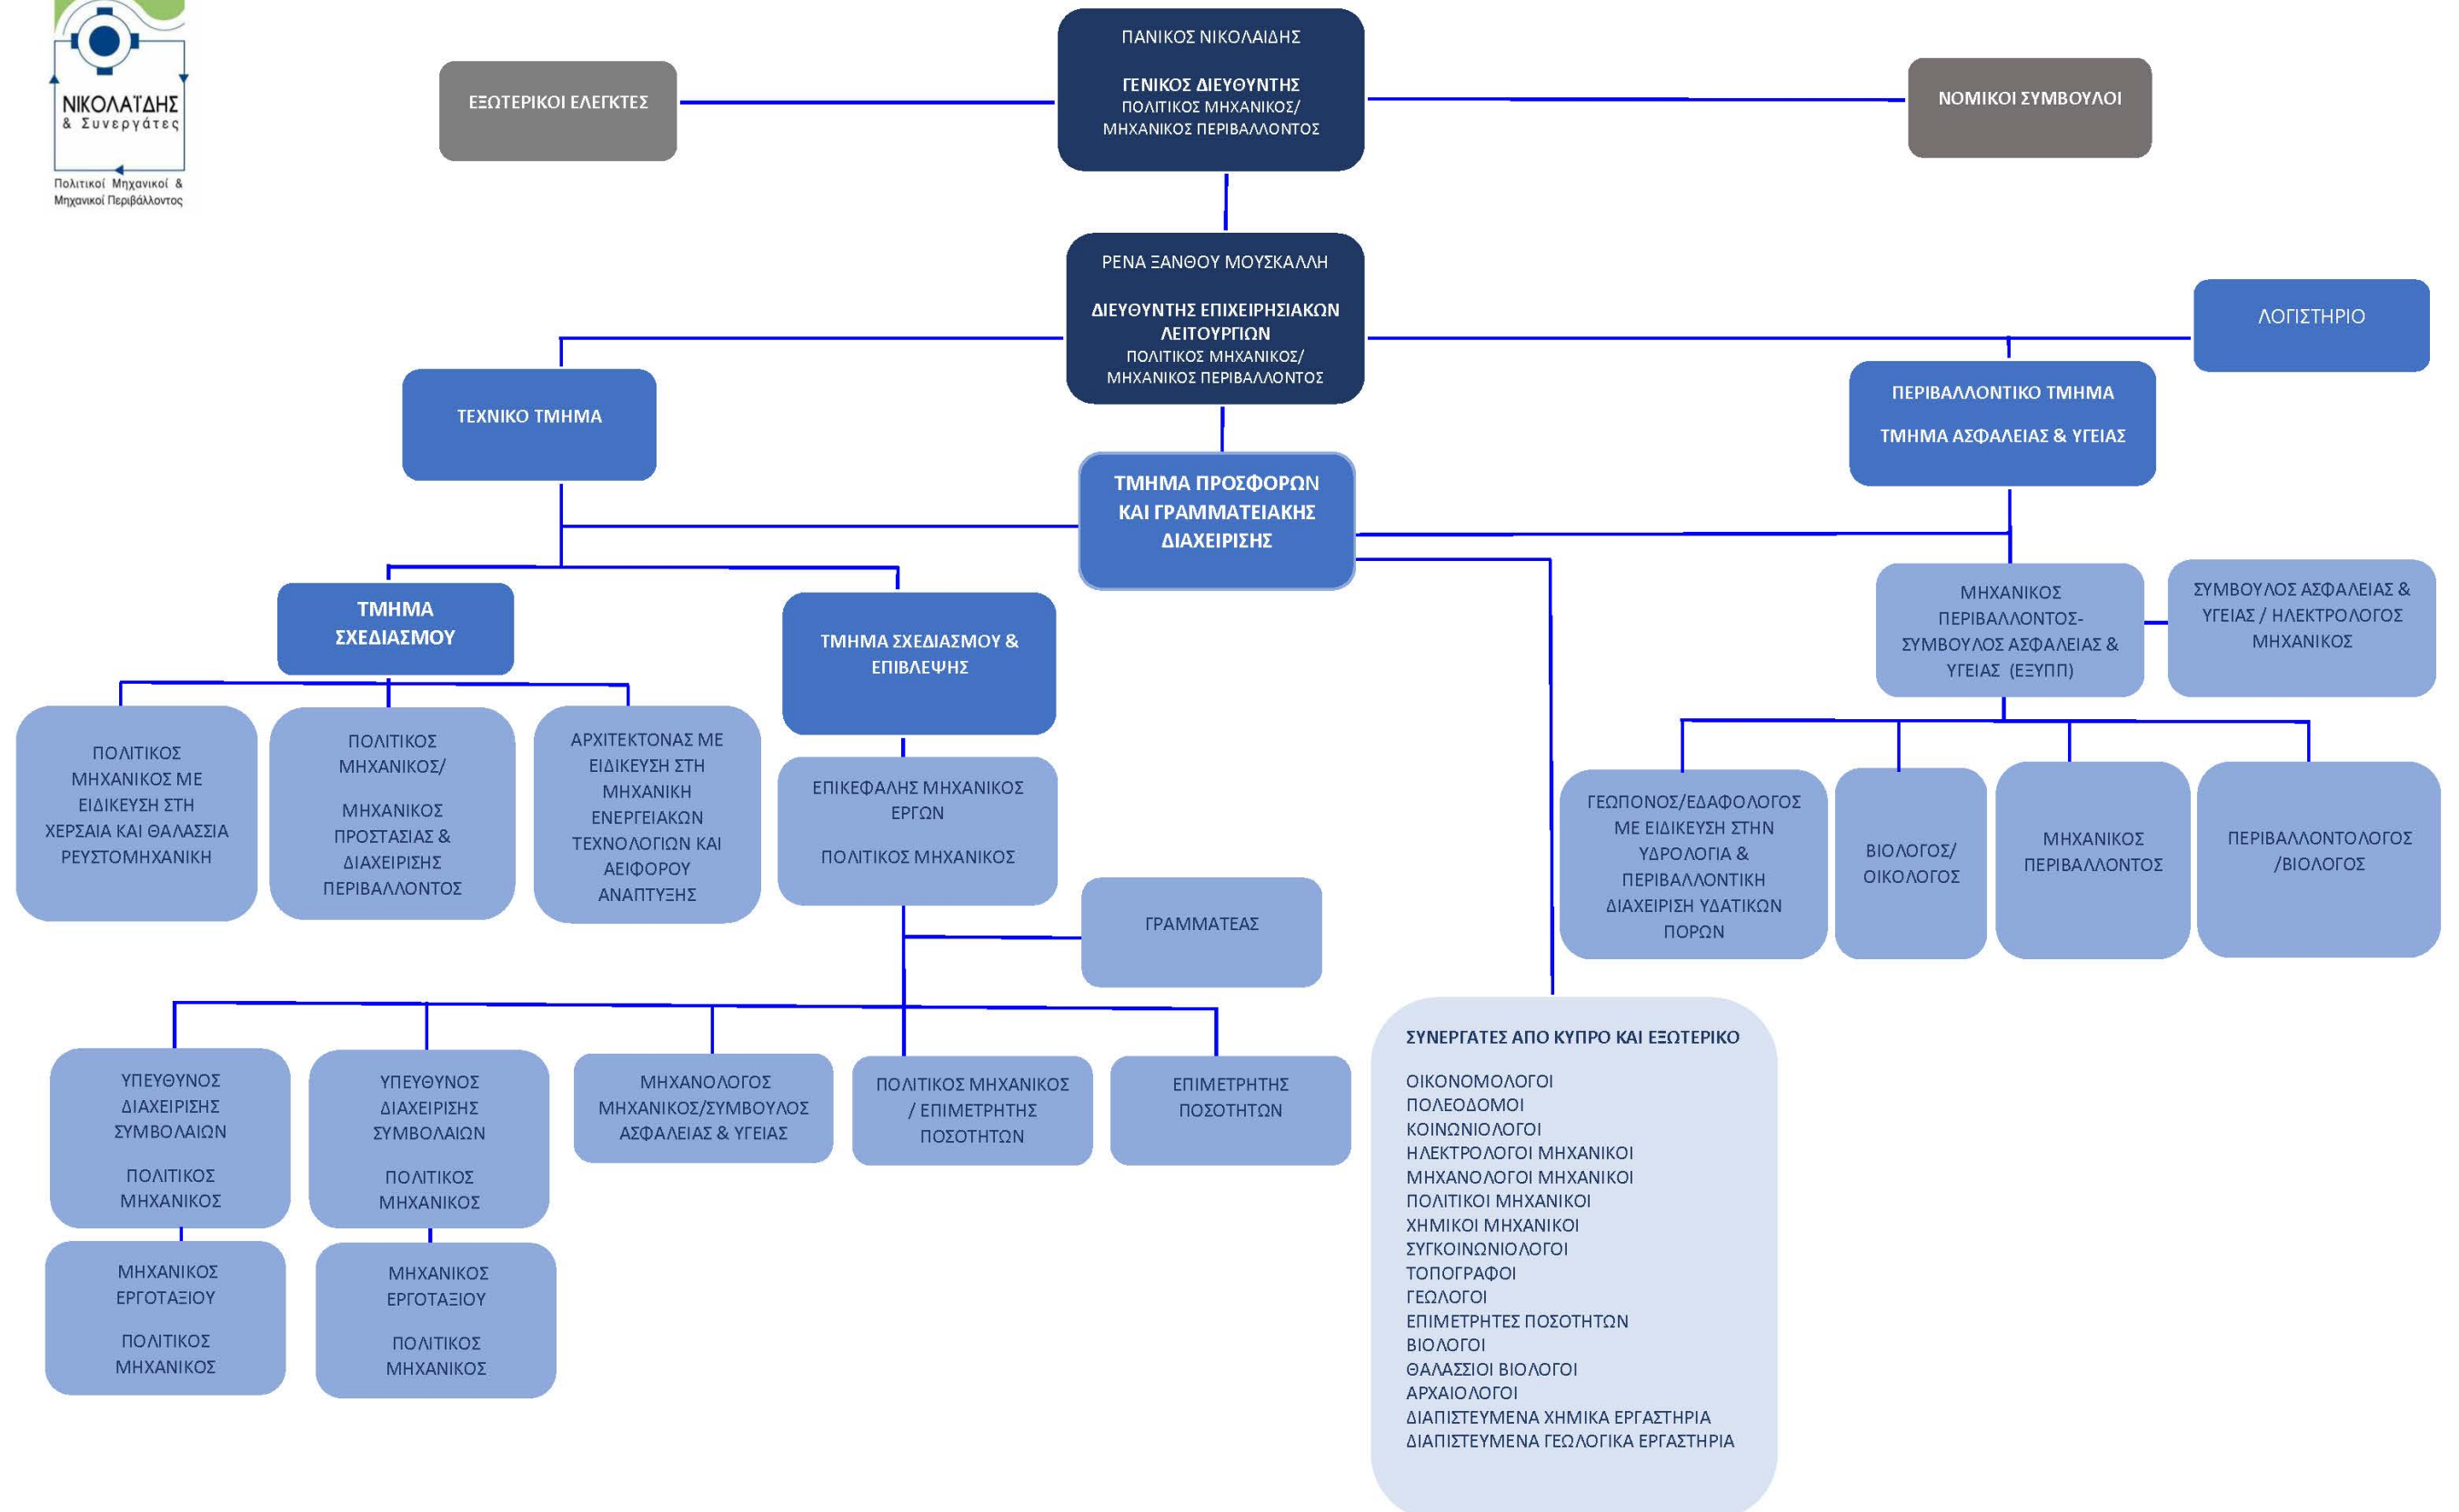 ΝΙΚΟΛΑΪΔΗΣ
& Συνεργάτες
Πολιτικοί Μηχανικοί &
Μηχανικοί Περιβάλλοντος
ΠΑΝΙΚΟΣ ΝΙΚΟΛΑΙΔΗΣ
ΓΕΝΙΚΟΣ ΔΙΕΥΘΥΝΤΗΣ
ΠΟΛΙΤΙΚΟΣ ΜΗΧΑΝΙΚΟΣ/
ΜΗΧΑΝΙΚΟΣ ΠΕΡΙΒΑΛΛΟΝΤΟΣ
ΕΞΩΤΕΡΙΚΟΙ ΕΛΕΓΚΤΕΣ
ΝΟΜΙΚΟΙ ΣΥΜΒΟΥΛΟΙ
ΡΕΝΑ ΞΑΝΘΟΥ ΜΟΥΣΚΑΛΛΗ
ΔΙΕΥΘΥΝΤΗΣ ΕΠΙΧΕΙΡΗΣΙΑΚΩΝ
ΛΕΙΤΟΥΡΓΙΩΝ
ΠΟΛΙΤΙΚΟΣ ΜΗΧΑΝΙΚΟΣ/
ΜΗΧΑΝΙΚΟΣ ΠΕΡΙΒΑΛΛΟΝΤΟΣ
ΛΟΓΙΣΤΗΡΙΟ
ΤΕΧΝΙΚΟ ΤΜΗΜΑ
ΠΕΡΙΒΑΛΛΟΝΤΙΚΟ ΤΜΗΜΑ
ΤΜΗΜΑ ΑΣΦΑΛΕΙΑΣ & ΥΓΕΙΑΣ
ΤΜΗΜΑ ΠΡΟΣΦΟΡΩΝ
ΚΑΙ ΓΡΑΜΜΑΤΕΙΑΚΗΣ
ΔΙΑΧΕΙΡΙΣΗΣ
ΤΜΗΜΑ
ΣΧΕΔΙΑΣΜΟΥ
ΤΜΗΜΑ ΣΧΕΔΙΑΣΜΟΥ &
ΕΠΙΒΛΕΨΗΣ
ΜΗΧΑΝΙΚΟΣ
ΠΕΡΙΒΑΛΛΟΝΤΟΣ-
ΣΥΜΒΟΥΛΟΣ ΑΣΦΑΛΕΙΑΣ &
ΥΓΕΙΑΣ (ΕΞΥΠΠ)
ΣΥΜΒΟΥΛΟΣ ΑΣΦΑΛΕΙΑΣ &
ΥΓΕΙΑΣ / ΗΛΕΚΤΡΟΛΟΓΟΣ
ΜΗΧΑΝΙΚΟΣ
ΠΟΛΙΤΙΚΟΣ
ΜΗΧΑΝΙΚΟΣ ΜΕ
ΕΙΔΙΚΕΥΣΗ ΣΤΗ
ΧΕΡΣΑΙΑ ΚΑΙ ΘΑΛΑΣΣΙΑ
ΡΕΥΣΤΟΜΗΧΑΝΙΚΗ
ΠΟΛΙΤΙΚΟΣ
ΜΗΧΑΝΙΚΟΣ/
ΜΗΧΑΝΙΚΟΣ
ΠΡΟΣΤΑΣΙΑΣ &
ΔΙΑΧΕΙΡΙΣΗΣ
ΠΕΡΙΒΑΛΛΟΝΤΟΣ
ΑΡΧΙΤΕΚΤΟΝΑΣ ΜΕ
ΕΙΔΙΚΕΥΣΗ ΣΤΗ
ΜΗΧΑΝΙΚΗ
ΕΝΕΡΓΕΙΑΚΩΝ
ΤΕΧΝΟΛΟΓΙΩΝ ΚΑΙ
ΑΕΙΦΟΡΟΥ
ΑΝΑΠΤΥΞΗΣ
ΕΠΙΚΕΦΑΛΗΣ ΜΗΧΑΝΙΚΟΣ
ΕΡΓΩΝ
ΠΟΛΙΤΙΚΟΣ ΜΗΧΑΝΙΚΟΣ
ΓΕΩΠΟΝΟΣ/ΕΔΑΦΟΛΟΓΟΣ
ΜΕ ΕΙΔΙΚΕΥΣΗ ΣΤΗΝ
ΥΔΡΟΛΟΓΙΑ &
ΠΕΡΙΒΑΛΛΟΝΤΙΚΗ
ΔΙΑΧΕΙΡΙΣΗ ΥΔΑΤΙΚΩΝ
ΠΟΡΩΝ
ΒΙΟΛΟΓΟΣ/
ΟΙΚΟΛΟΓΟΣ
ΜΗΧΑΝΙΚΟΣ
ΠΕΡΙΒΑΛΛΟΝΤΟΣ
ΠΕΡΙΒΑΛΛΟΝΤΟΛΟΓΟΣ
/ΒΙΟΛΟΓΟΣ
ΓΡΑΜΜΑΤΕΑΣ
ΥΠΕΥΘΥΝΟΣ
ΔΙΑΧΕΙΡΙΣΗΣ
ΣΥΜΒΟΛΑΙΩΝ
ΠΟΛΙΤΙΚΟΣ
ΜΗΧΑΝΙΚΟΣ
ΥΠΕΥΘΥΝΟΣ
ΔΙΑΧΕΙΡΙΣΗΣ
ΣΥΜΒΟΛΑΙΩΝ
ΠΟΛΙΤΙΚΟΣ
ΜΗΧΑΝΙΚΟΣ
ΜΗΧΑΝΟΛΟΓΟΣ
ΜΗΧΑΝΙΚΟΣ/ΣΥΜΒΟΥΛΟΣ
ΑΣΦΑΛΕΙΑΣ & ΥΓΕΙΑΣ
ΠΟΛΙΤΙΚΟΣ ΜΗΧΑΝΙΚΟΣ
/ ΕΠΙΜΕΤΡΗΤΗΣ
ΠΟΣΟΤΗΤΩΝ
ΕΠΙΜΕΤΡΗΤΗΣ
ΠΟΣΟΤΗΤΩΝ
ΜΗΧΑΝΙΚΟΣ
ΕΡΓΟΤΑΞΙΟΥ
ΠΟΛΙΤΙΚΟΣ
ΜΗΧΑΝΙΚΟΣ
ΜΗΧΑΝΙΚΟΣ
ΕΡΓΟΤΑΞΙΟΥ
ΠΟΛΙΤΙΚΟΣ
ΜΗΧΑΝΙΚΟΣ
ΣΥΝΕΡΓΑΤΕΣ ΑΠΟ ΚΥΠΡΟ ΚΑΙ ΕΞΩΤΕΡΙΚΟ
ΟΙΚΟΝΟΜΟΛΟΓΟΙ
ΠΟΛΕΟΔΟΜΟΙ
ΚΟΙΝΩΝΙΟΛΟΓΟΙ
ΗΛΕΚΤΡΟΛΟΓΟΙ ΜΗΧΑΝΙΚΟΙ
ΜΗΧΑΝΟΛΟΓΟΙ ΜΗΧΑΝΙΚΟΙ
ΠΟΛΙΤΙΚΟΙ ΜΗΧΑΝΙΚΟΙ
ΧΗΜΙΚΟΙ ΜΗΧΑΝΙΚΟΙ
ΣΥΓΚΟΙΝΩΝΙΟΛΟΓΟΙ
ΤΟΠΟΓΡΑΦΟΙ
ΓΕΩΛΟΓΟΙ
ΕΠΙΜΕΤΡΗΤΕΣ ΠΟΣΟΤΗΤΩΝ
ΒΙΟΛΟΓΟΙ
ΘΑΛΑΣΣΙΟΙ ΒΙΟΛΟΓΟΙ
ΑΡΧΑΙΟΛΟΓΟΙ
ΔΙΑΠΙΣΤΕΥΜΕΝΑ ΧΗΜΙΚΑ ΕΡΓΑΣΤΗΡΙΑ
ΔΙΑΠΙΣΤΕΥΜΕΝΑ ΓΕΩΛΟΓΙΚΑ ΕΡΓΑΣΤΗΡΙΑ